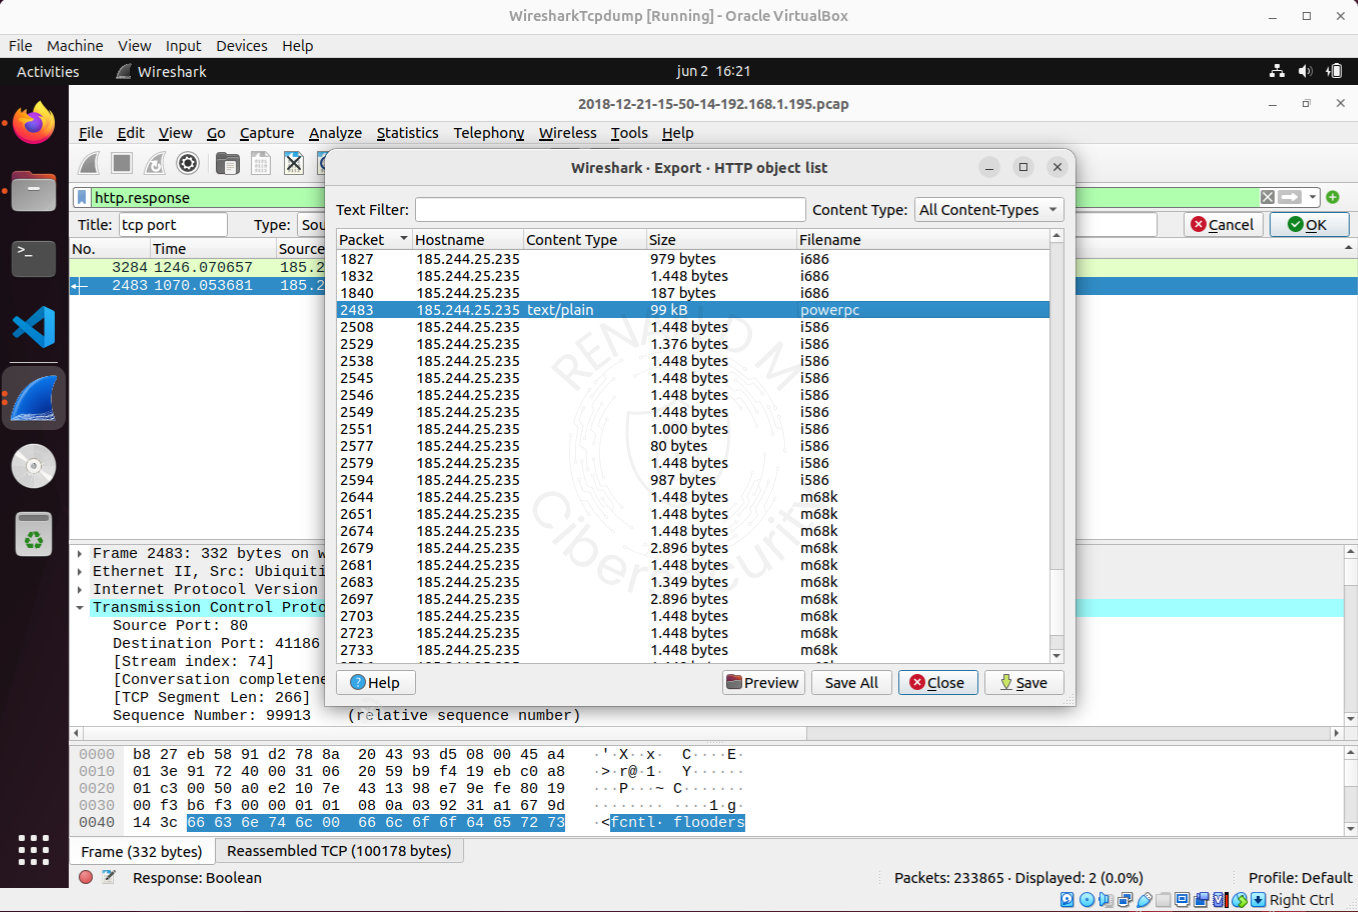 WiresharkTcpdump [Running] - Oracle VirtualBox
File Machine View Input Devices Help
Activities Wireshark jun 2 16:21
2018-12-21-15-50-14-192.168.1.195.pcap
File Edit View Go Capture Analyze Statistics Telephony Wireless Tools Help
Wireshark · Export · HTTP object list
http.response
Title: tcp port Type: Sou
Cancel OK
No. Time Source
3284 1246.070657 185.2
2483 1070.053681 185.2
Text Filter: Content Type: All Content-Types
Packet Hostname Content Type Size Filename
1827 185.244.25.235 979 bytes i686
1832 185.244.25.235 1.448 bytes i686
1840 185.244.25.235 187 bytes i686
2483 185.244.25.235 text/plain 99 kB powerpc
2508 185.244.25.235 1.448 bytes i586
2529 185.244.25.235 1.376 bytes i586
2538 185.244.25.235 1.448 bytes i586
2545 185.244.25.235 1.448 bytes i586
2546 185.244.25.235 1.448 bytes i586
2549 185.244.25.235 1.448 bytes i586
2551 185.244.25.235 1.000 bytes i586
2577 185.244.25.235 80 bytes i586
2579 185.244.25.235 1.448 bytes i586
2594 185.244.25.235 987 bytes i586
2644 185.244.25.235 1.448 bytes m68k
2651 185.244.25.235 1.448 bytes m68k
2674 185.244.25.235 1.448 bytes m68k
2679 185.244.25.235 2.896 bytes m68k
2681 185.244.25.235 1.448 bytes m68k
2683 185.244.25.235 1.349 bytes m68k
2697 185.244.25.235 2.896 bytes m68k
2703 185.244.25.235 1.448 bytes m68k
2723 185.244.25.235 1.448 bytes m68k
2733 185.244.25.235 1.448 bytes m68k
Help Preview Save All Close Save
Frame 2483: 332 bytes on w
Ethernet II, Src: Ubiquiti
Internet Protocol Version
Transmission Control Proto
Source Port: 80
Destination Port: 41186
[Stream index: 74]
[Conversation completene
[TCP Segment Len: 266]
Sequence Number: 99913 (relative sequence number)
0000 b8 27 eb 58 91 d2 78 8a 20 43 93 d5 08 00 45 a4 ·'·X··x· C····E·
0010 01 3e 91 72 40 00 31 06 20 59 b9 f4 19 eb c0 a8 ·>·r@·1· Y······
0020 01 c3 00 50 a0 e2 10 7e 43 13 98 e7 9e fe 80 19 ···P···~ C·······
0030 00 f3 b6 f3 00 00 01 01 08 0a 03 92 31 a1 67 9d ········ ····1·g·
0040 14 3c 66 63 6e 74 6c 00 66 6c 6f 6f 64 65 72 73 ·<fcntl· flooders
Frame (332 bytes) Reassembled TCP (100178 bytes)
Response: Boolean Packets: 233865 · Displayed: 2 (0.0%) Profile: Default
Right Ctrl